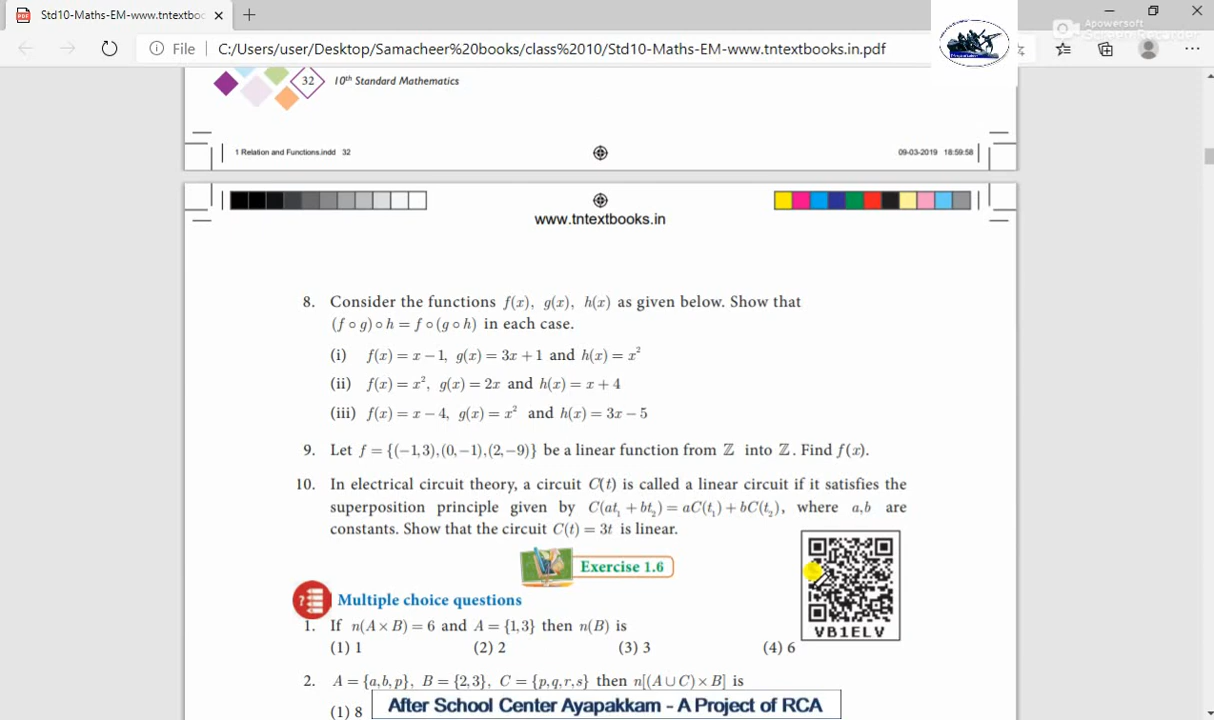 Std10-Maths-EM-www.tntextbooks
File C:/Users/user/Desktop/Samacheer%20books/class%2010/Std10-Maths-EM-www.tntextbooks.in.pdf
Apowersoft
Screen Recorder
32 10th Standard Mathematics
1 Relation and Functions.indd 32 09-03-2019 18:59:58
www.tntextbooks.in
8. Consider the functions f(x), g(x), h(x) as given below. Show that
(f ∘ g) ∘ h = f ∘ (g ∘ h) in each case.
(i) f(x) = x − 1, g(x) = 3x + 1 and h(x) = x²
(ii) f(x) = x², g(x) = 2x and h(x) = x + 4
(iii) f(x) = x − 4, g(x) = x² and h(x) = 3x − 5
9. Let f = {(−1,3),(0,−1),(2,−9)} be a linear function from ℤ into ℤ. Find f(x).
10. In electrical circuit theory, a circuit C(t) is called a linear circuit if it satisfies the
superposition principle given by C(at₁ + bt₂) = aC(t₁) + bC(t₂), where a,b are
constants. Show that the circuit C(t) = 3t is linear.
Exercise 1.6
Multiple choice questions
VB1ELV
1. If n(A × B) = 6 and A = {1,3} then n(B) is
(1) 1 (2) 2 (3) 3 (4) 6
2. A = {a,b,p}, B = {2,3}, C = {p,q,r,s} then n[(A ∪ C) × B] is
(1) 8
After School Center Ayapakkam - A Project of RCA